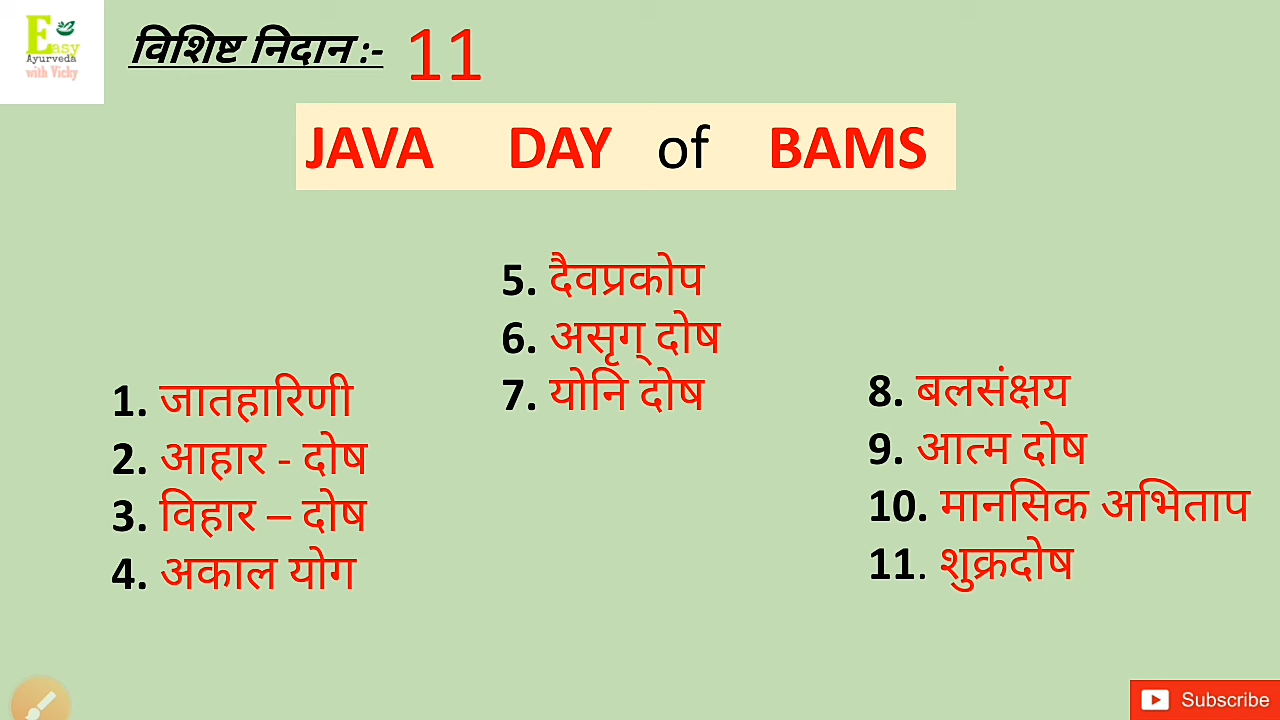 Easy
Ayurveda
with Vicky
विशिष्ट निदान :- 11
JAVA DAY of BAMS
1. जातहारिणी
2. आहार - दोष
3. विहार – दोष
4. अकाल योग
5. दैवप्रकोप
6. असृग् दोष
7. योनि दोष
8. बलसंक्षय
9. आत्म दोष
10. मानसिक अभिताप
11. शुक्रदोष
Subscribe